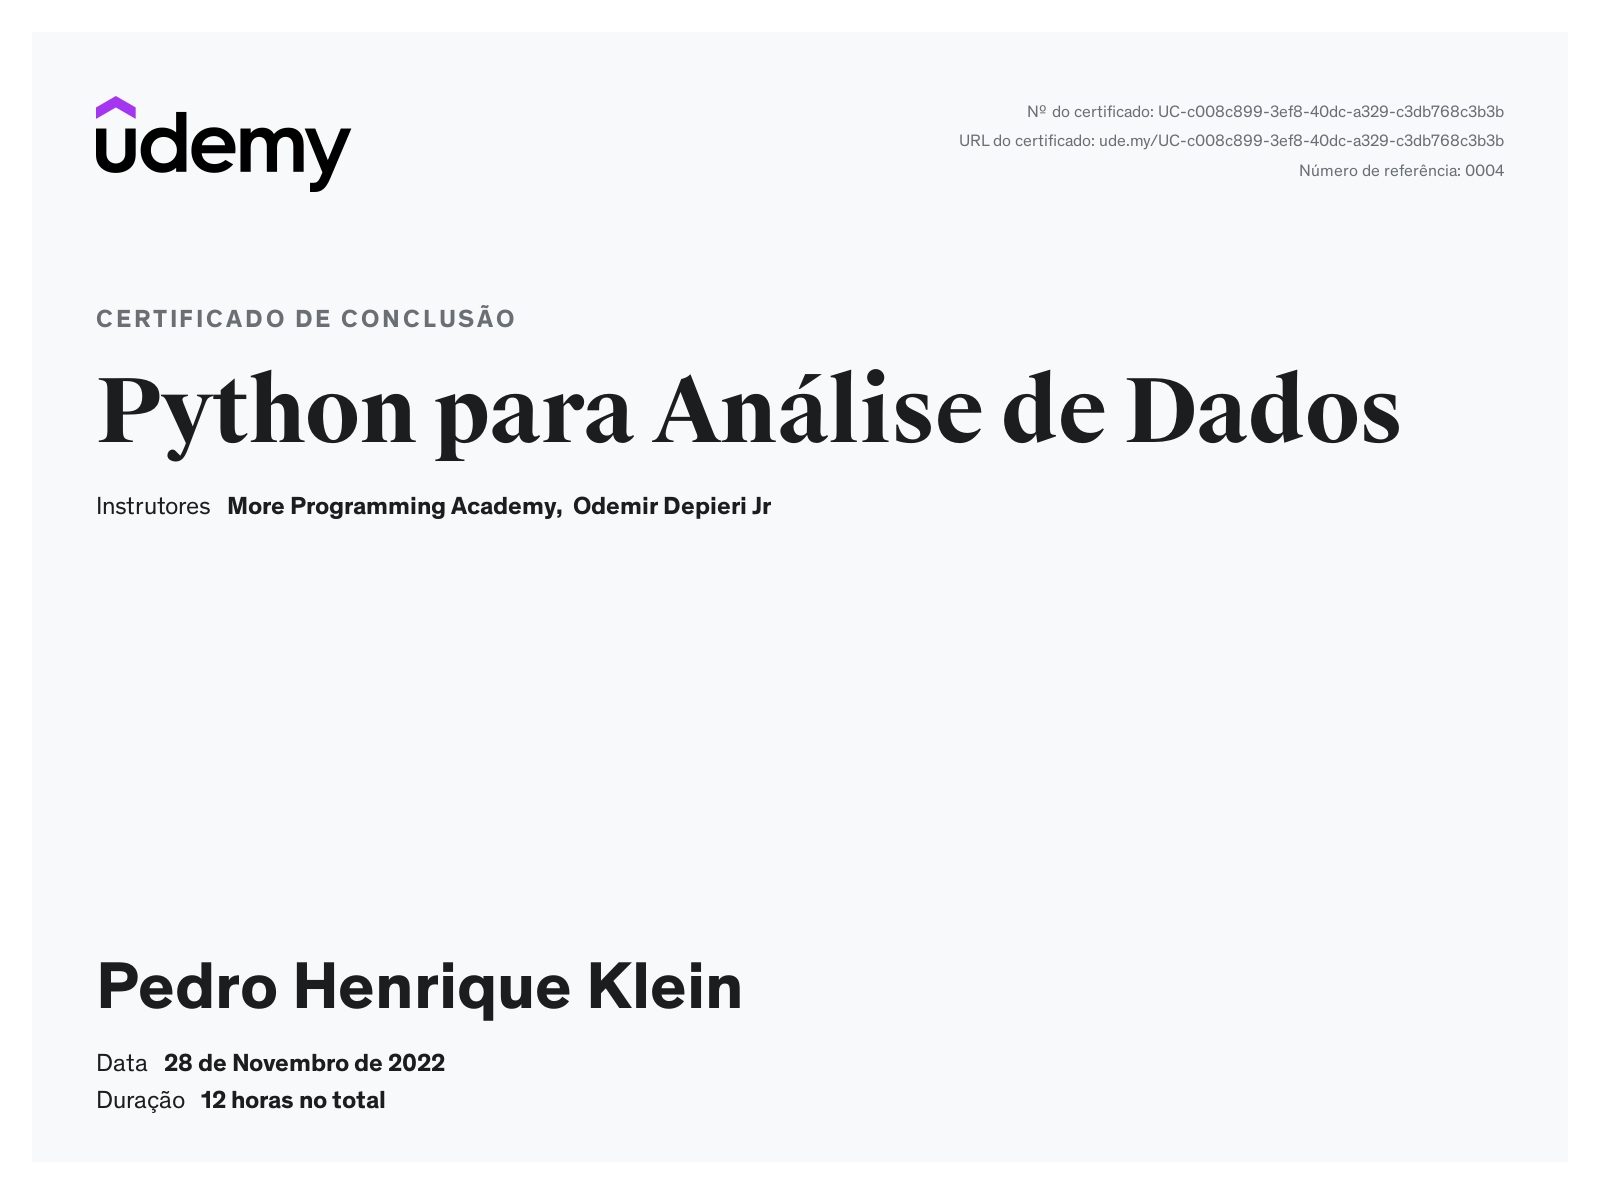 udemy
Nº do certificado: UC-c008c899-3ef8-40dc-a329-c3db768c3b3b
URL do certificado: ude.my/UC-c008c899-3ef8-40dc-a329-c3db768c3b3b
Número de referência: 0004
CERTIFICADO DE CONCLUSÃO
Python para Análise de Dados
Instrutores More Programming Academy, Odemir Depieri Jr
Pedro Henrique Klein
Data 28 de Novembro de 2022
Duração 12 horas no total